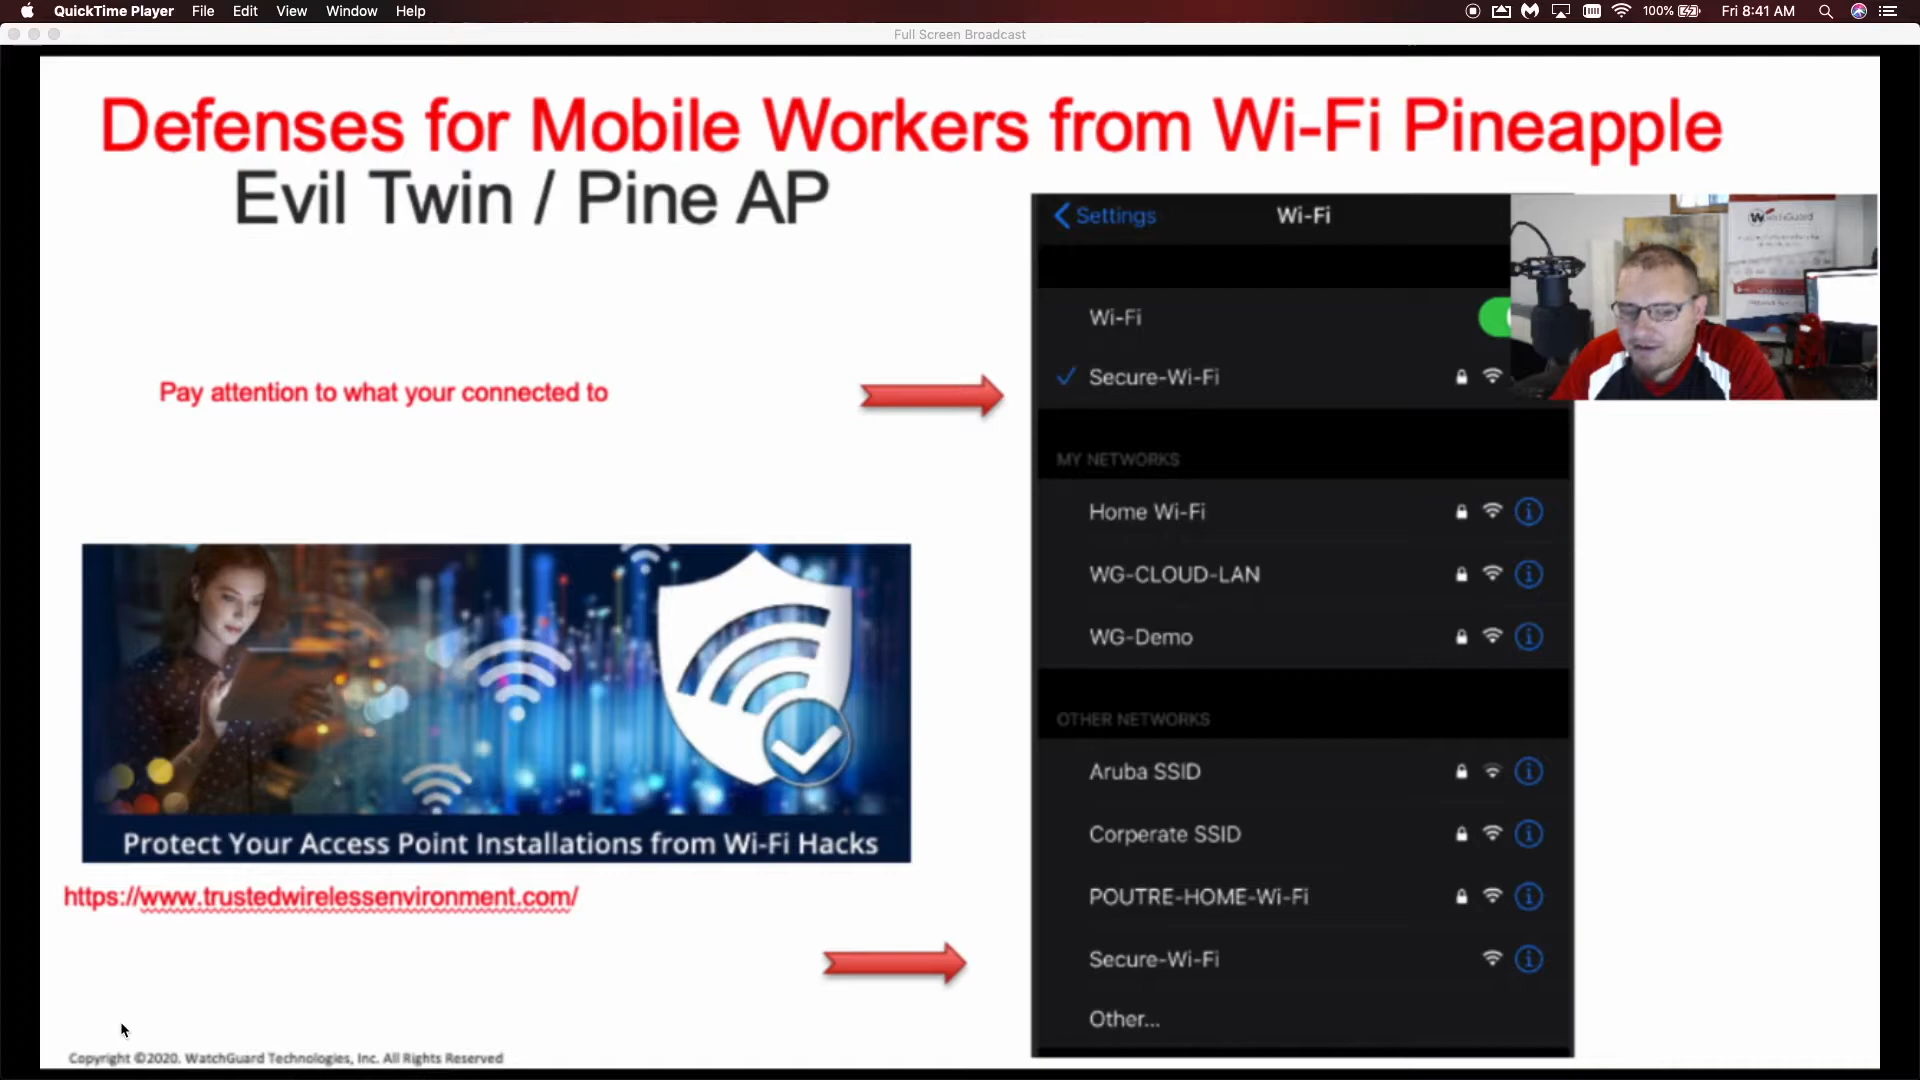 QuickTime Player File Edit View Window Help
100% Fri 8:41 AM
Full Screen Broadcast
Defenses for Mobile Workers from Wi-Fi Pineapple
Evil Twin / Pine AP
Settings Wi-Fi
WatchGuard
Wi-Fi
Secure-Wi-Fi
Pay attention to what your connected to
MY NETWORKS
Home Wi-Fi
WG-CLOUD-LAN
WG-Demo
OTHER NETWORKS
Aruba SSID
Corperate SSID
Protect Your Access Point Installations from Wi-Fi Hacks
https://www.trustedwirelessenvironment.com/
POUTRE-HOME-Wi-Fi
Secure-Wi-Fi
Other...
Copyright ©2020. WatchGuard Technologies, Inc. All Rights Reserved